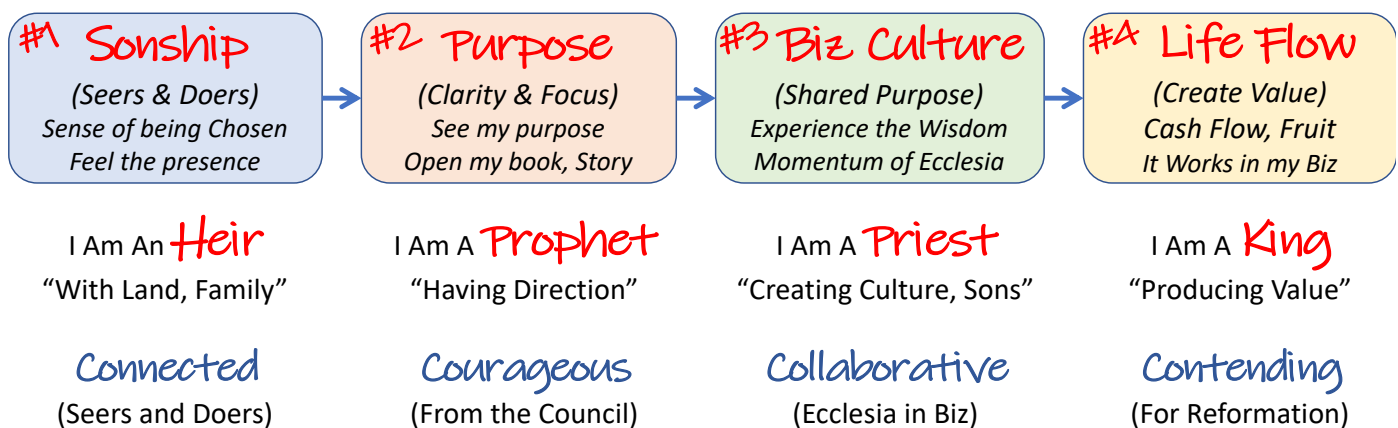 #1 Sonship
(Seers & Doers)
Sense of being Chosen
Feel the presence
#2 Purpose
(Clarity & Focus)
See my purpose
Open my book, Story
#3 Biz Culture
(Shared Purpose)
Experience the Wisdom
Momentum of Ecclesia
#4 Life Flow
(Create Value)
Cash Flow, Fruit
It Works in my Biz
I Am An Heir
“With Land, Family”
I Am A Prophet
“Having Direction”
I Am A Priest
“Creating Culture, Sons”
I Am A King
“Producing Value”
Connected
(Seers and Doers)
Courageous
(From the Council)
Collaborative
(Ecclesia in Biz)
Contending
(For Reformation)